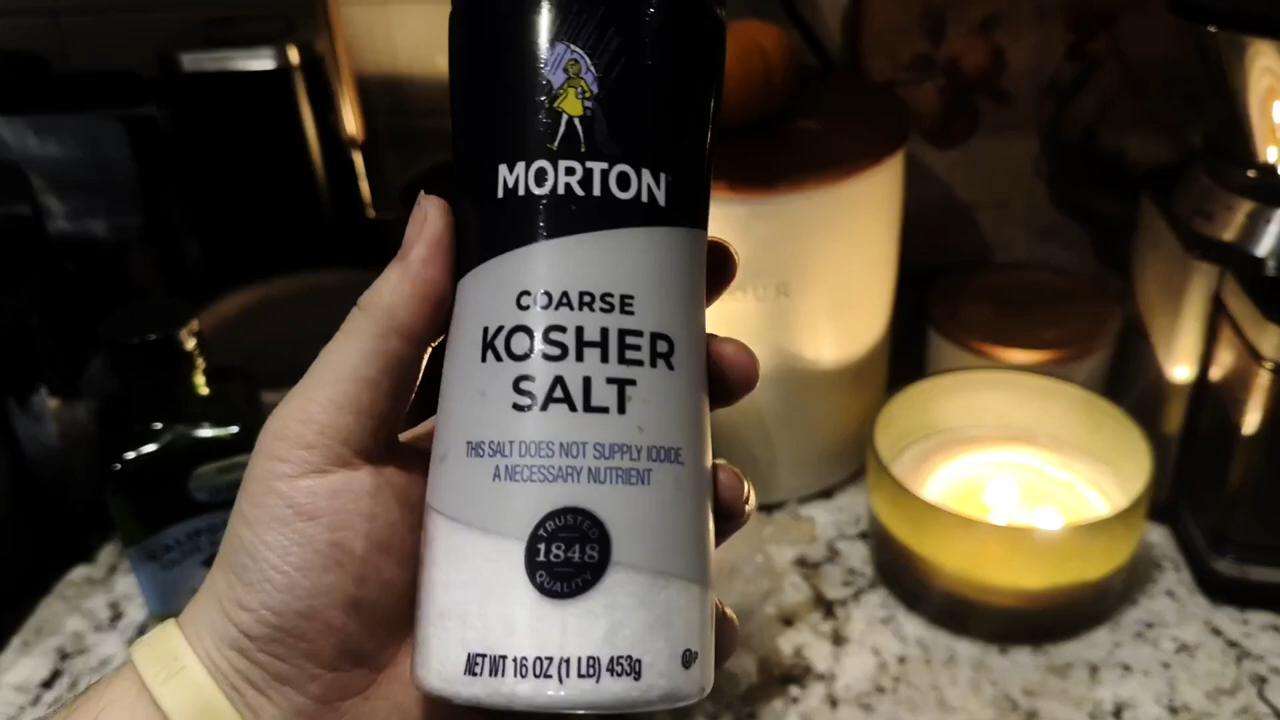 MORTON
COARSE
KOSHER
SALT
THIS SALT DOES NOT SUPPLY IODIDE,
A NECESSARY NUTRIENT
TRUSTED
1848
QUALITY
NET WT 16 OZ (1 LB) 453g
U P